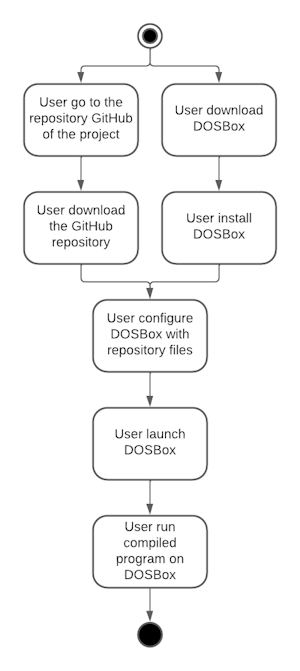 User go to the
repository GitHub
of the project
User download
DOSBox
User download
the GitHub
repository
User install
DOSBox
User configure
DOSBox with
repository files
User launch
DOSBox
User run
compiled
program on
DOSBox